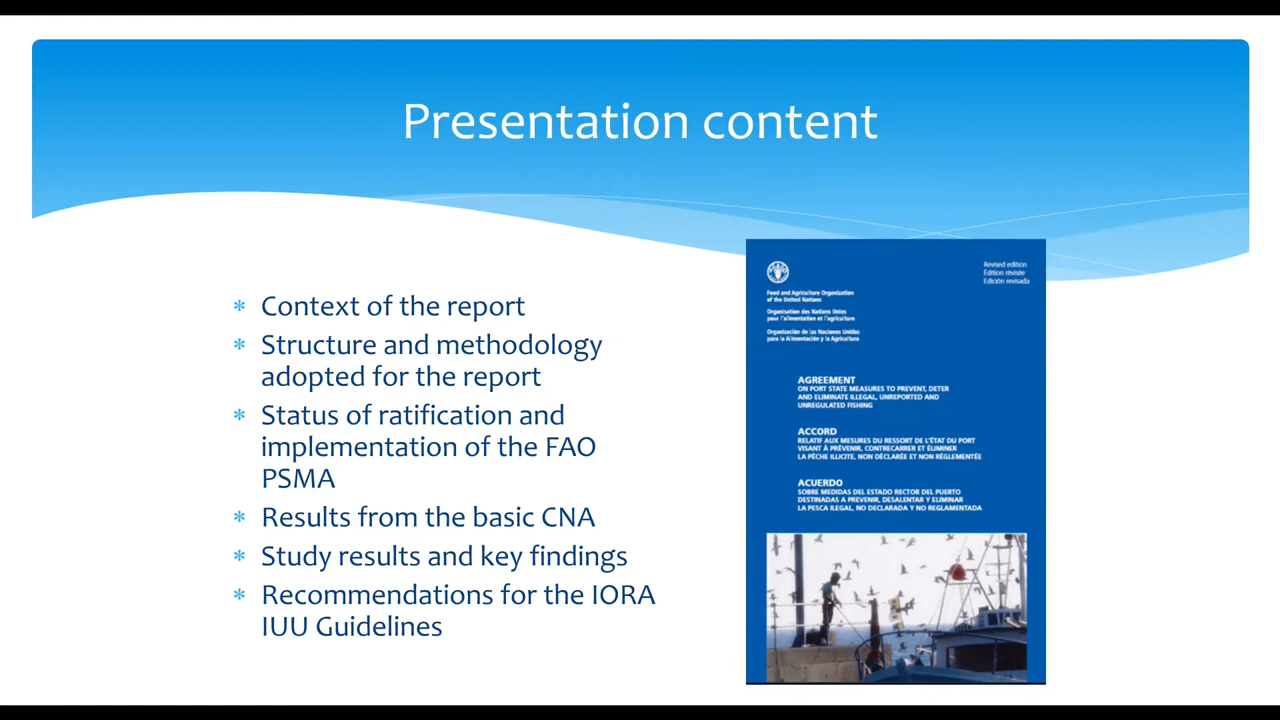 Presentation content
* Context of the report
* Structure and methodology
adopted for the report
* Status of ratification and
implementation of the FAO
PSMA
* Results from the basic CNA
* Study results and key findings
* Recommendations for the IORA
IUU Guidelines
Revised edition
Édition révisée
Edición revisada
Food and Agriculture Organization
of the United Nations
Organisation des Nations Unies
pour l'alimentation et l'agriculture
Organización de las Naciones Unidas
para la Alimentación y la Agricultura
AGREEMENT
ON PORT STATE MEASURES TO PREVENT, DETER
AND ELIMINATE ILLEGAL, UNREPORTED AND
UNREGULATED FISHING
ACCORD
RELATIF AUX MESURES DU RESSORT DE L'ÉTAT DU PORT
VISANT À PRÉVENIR, CONTRECARRER ET ÉLIMINER
LA PÊCHE ILLICITE, NON DÉCLARÉE ET NON RÉGLEMENTÉE
ACUERDO
SOBRE MEDIDAS DEL ESTADO RECTOR DEL PUERTO
DESTINADAS A PREVENIR, DESALENTAR Y ELIMINAR
LA PESCA ILEGAL, NO DECLARADA Y NO REGLAMENTADA